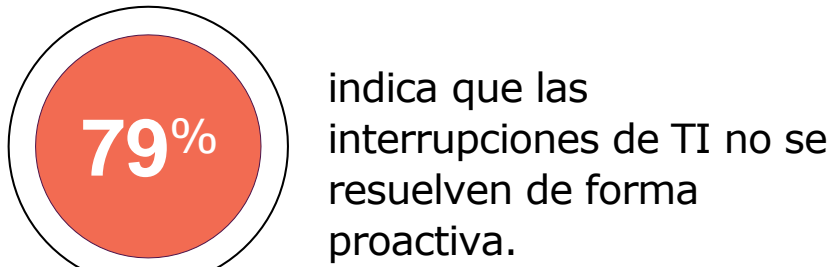 79%
indica que las
interrupciones de TI no se
resuelven de forma
proactiva.